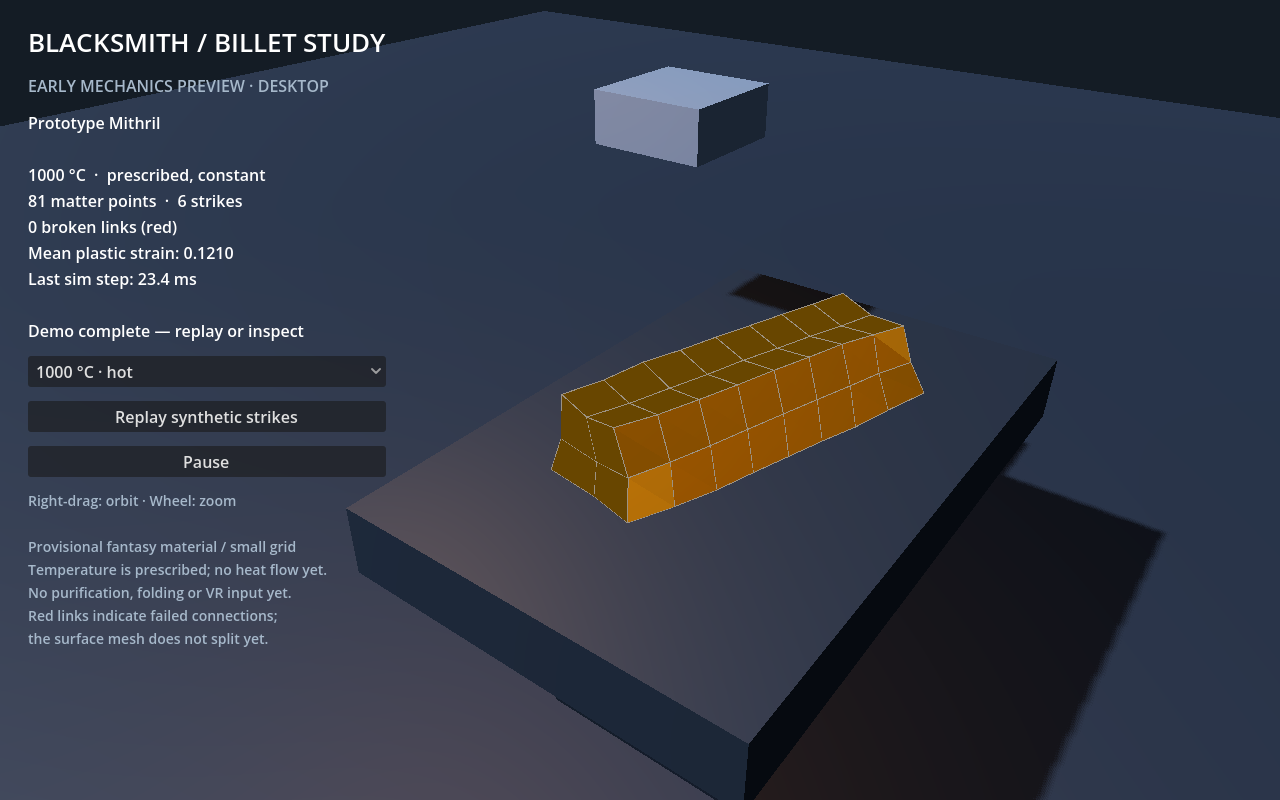 BLACKSMITH / BILLET STUDY
EARLY MECHANICS PREVIEW · DESKTOP
Prototype Mithril
1000 °C · prescribed, constant
81 matter points · 6 strikes
0 broken links (red)
Mean plastic strain: 0.1210
Last sim step: 23.4 ms
Demo complete — replay or inspect
1000 °C · hot
Replay synthetic strikes
Pause
Right-drag: orbit · Wheel: zoom
Provisional fantasy material / small grid
Temperature is prescribed; no heat flow yet.
No purification, folding or VR input yet.
Red links indicate failed connections;
the surface mesh does not split yet.